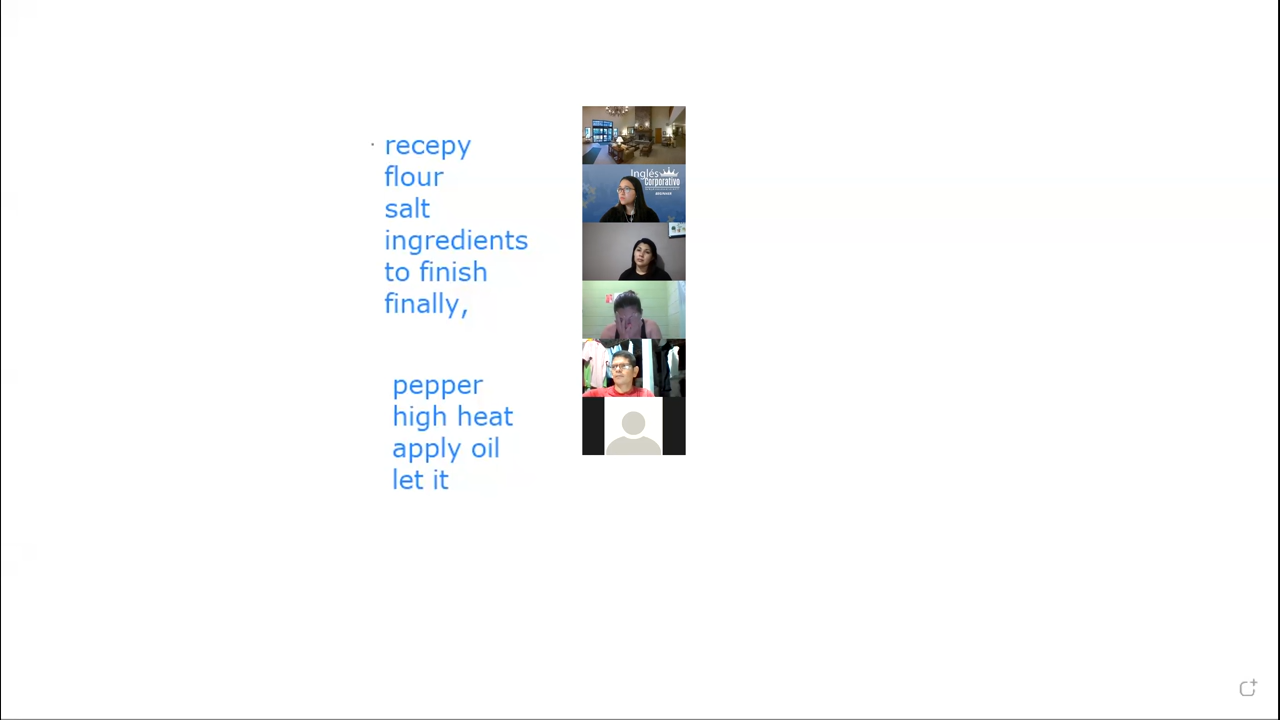 recepy
flour
salt
ingredients
to finish
finally,
pepper
high heat
apply oil
let it
Inglés
Corporativo